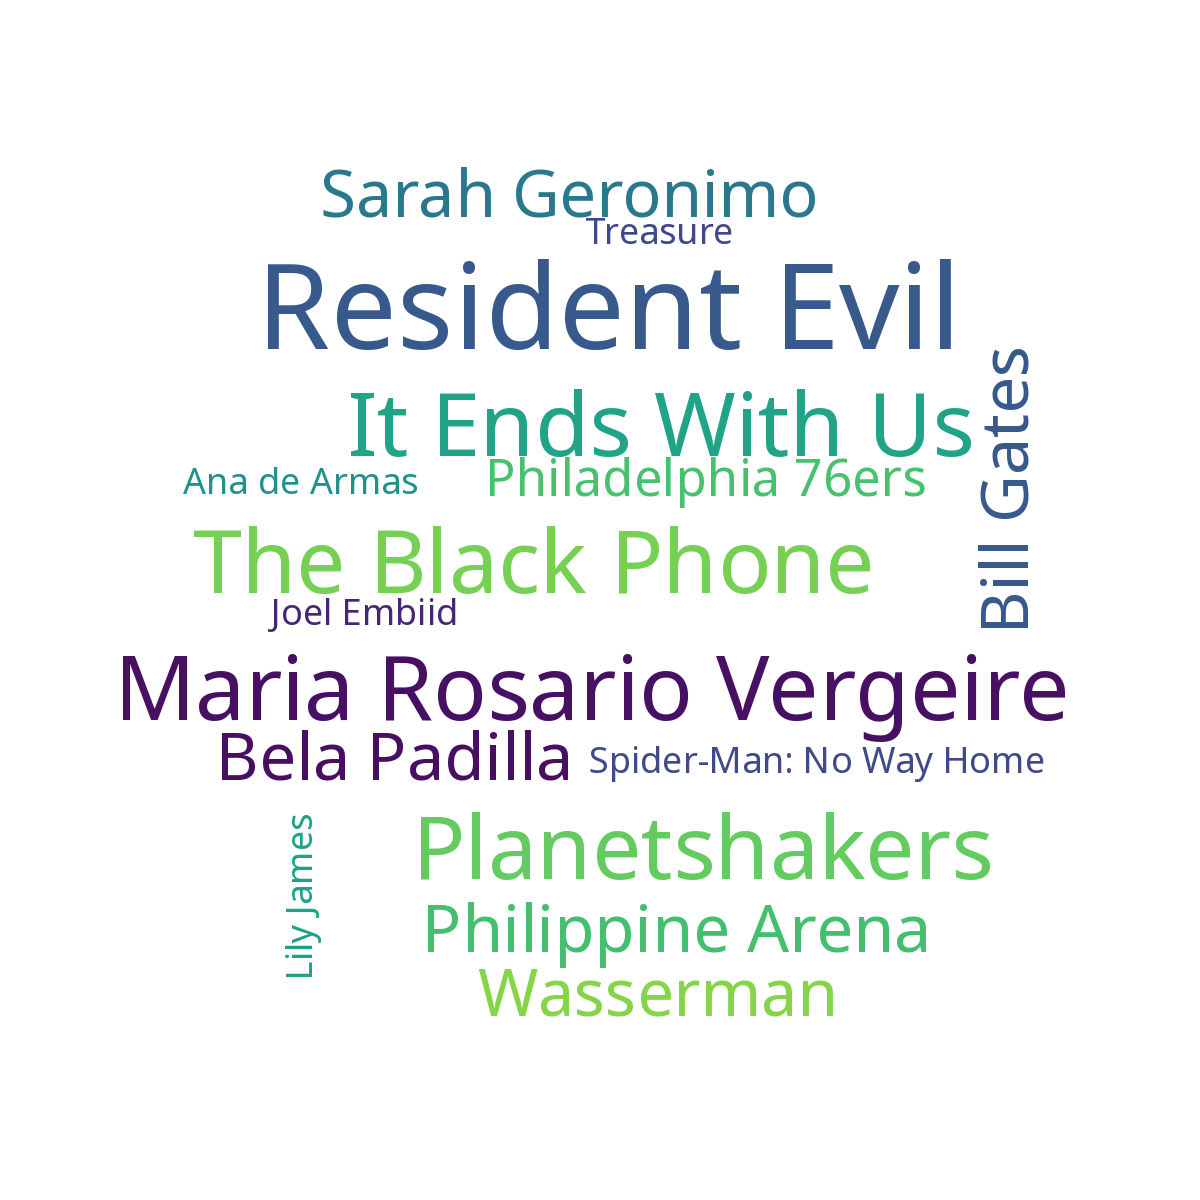 Sarah Geronimo
Treasure
Resident Evil
It Ends With Us
Bill Gates
Ana de Armas
Philadelphia 76ers
The Black Phone
Joel Embiid
Maria Rosario Vergeire
Bela Padilla
Spider-Man: No Way Home
Lily James
Planetshakers
Philippine Arena
Wasserman